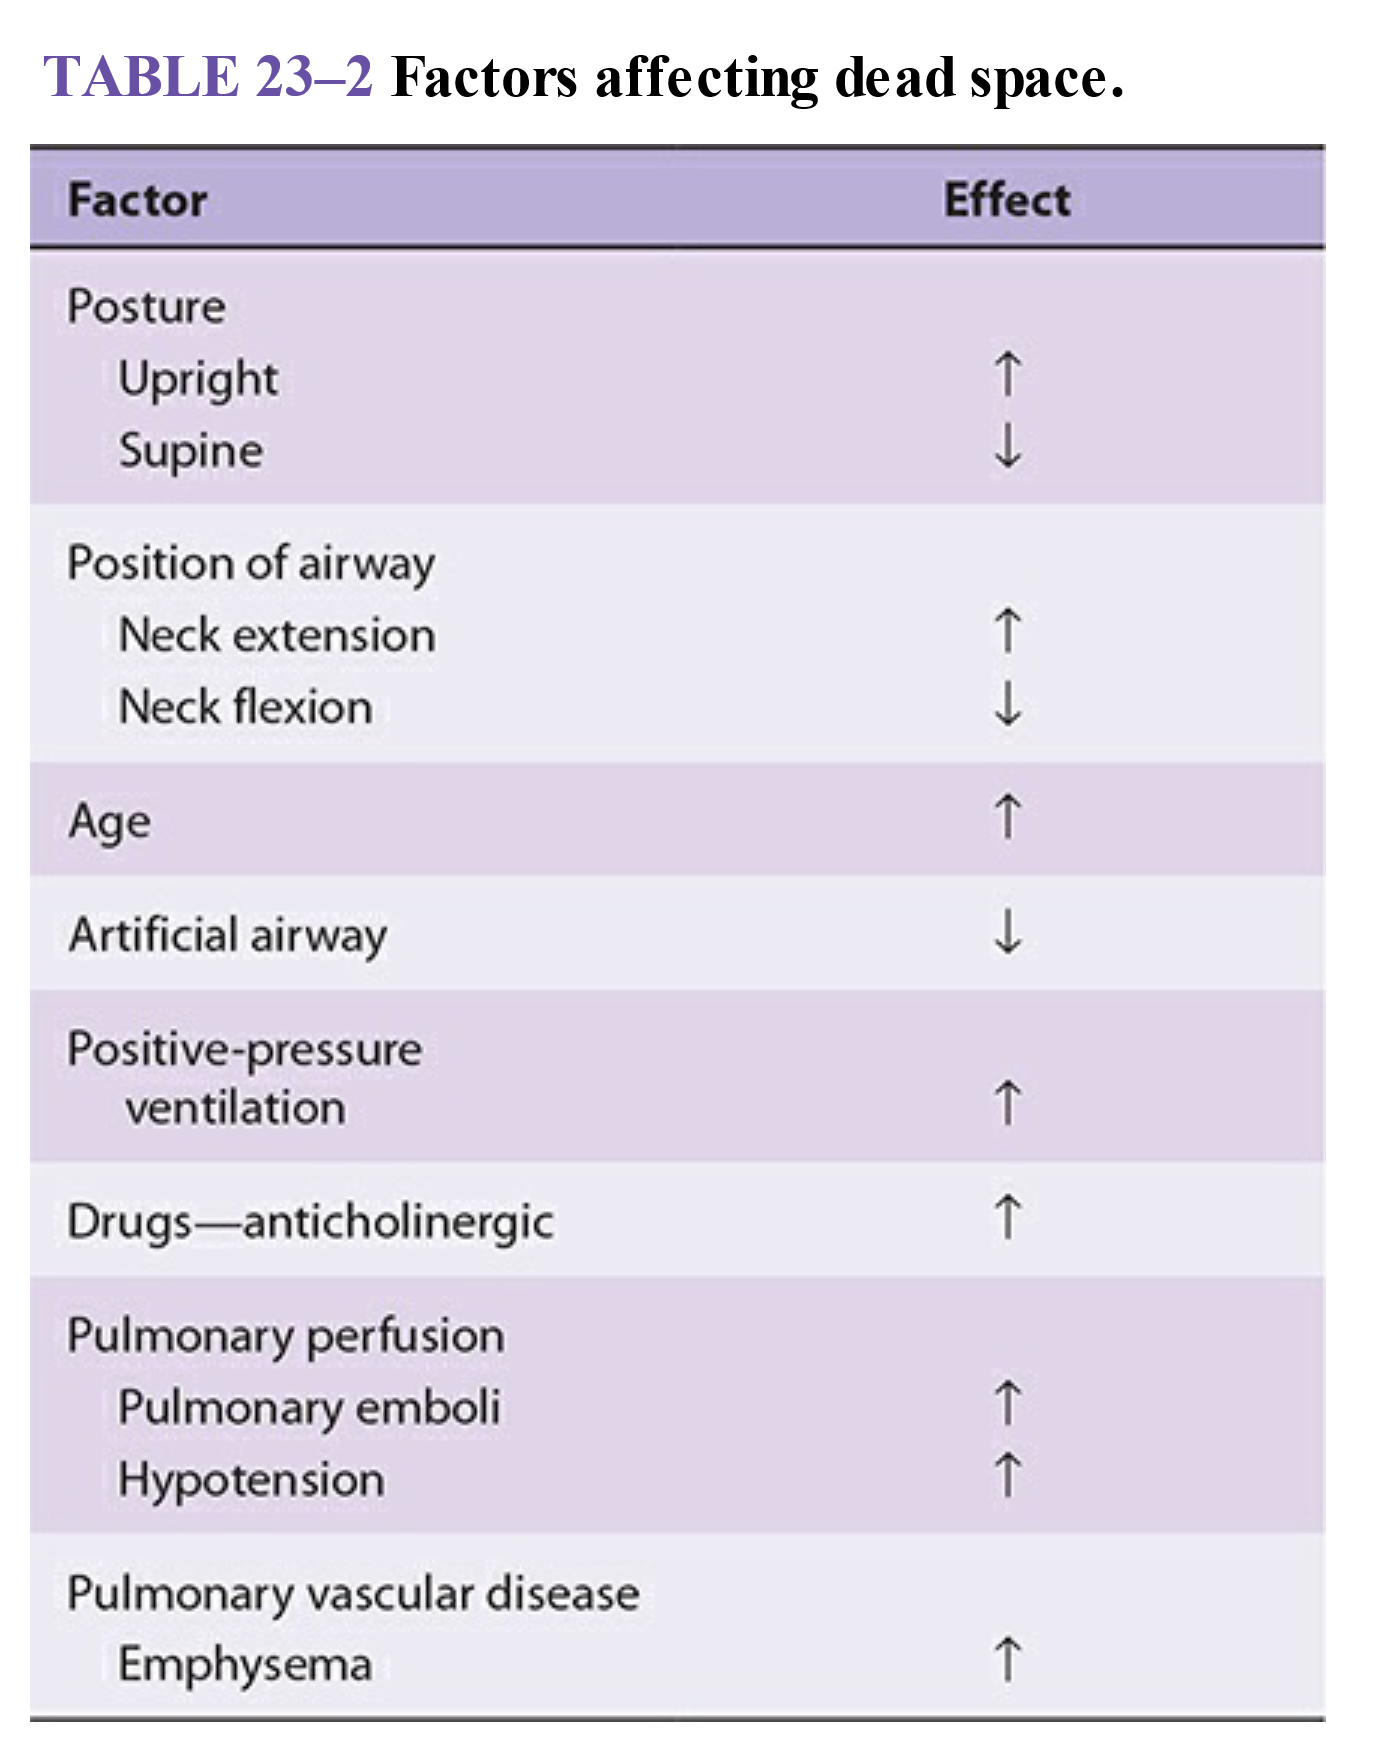 TABLE 23–2 Factors affecting dead space.
Factor Effect
Posture
Upright ↑
Supine ↓
Position of airway
Neck extension ↑
Neck flexion ↓
Age ↑
Artificial airway ↓
Positive-pressure
ventilation ↑
Drugs—anticholinergic ↑
Pulmonary perfusion
Pulmonary emboli ↑
Hypotension ↑
Pulmonary vascular disease
Emphysema ↑